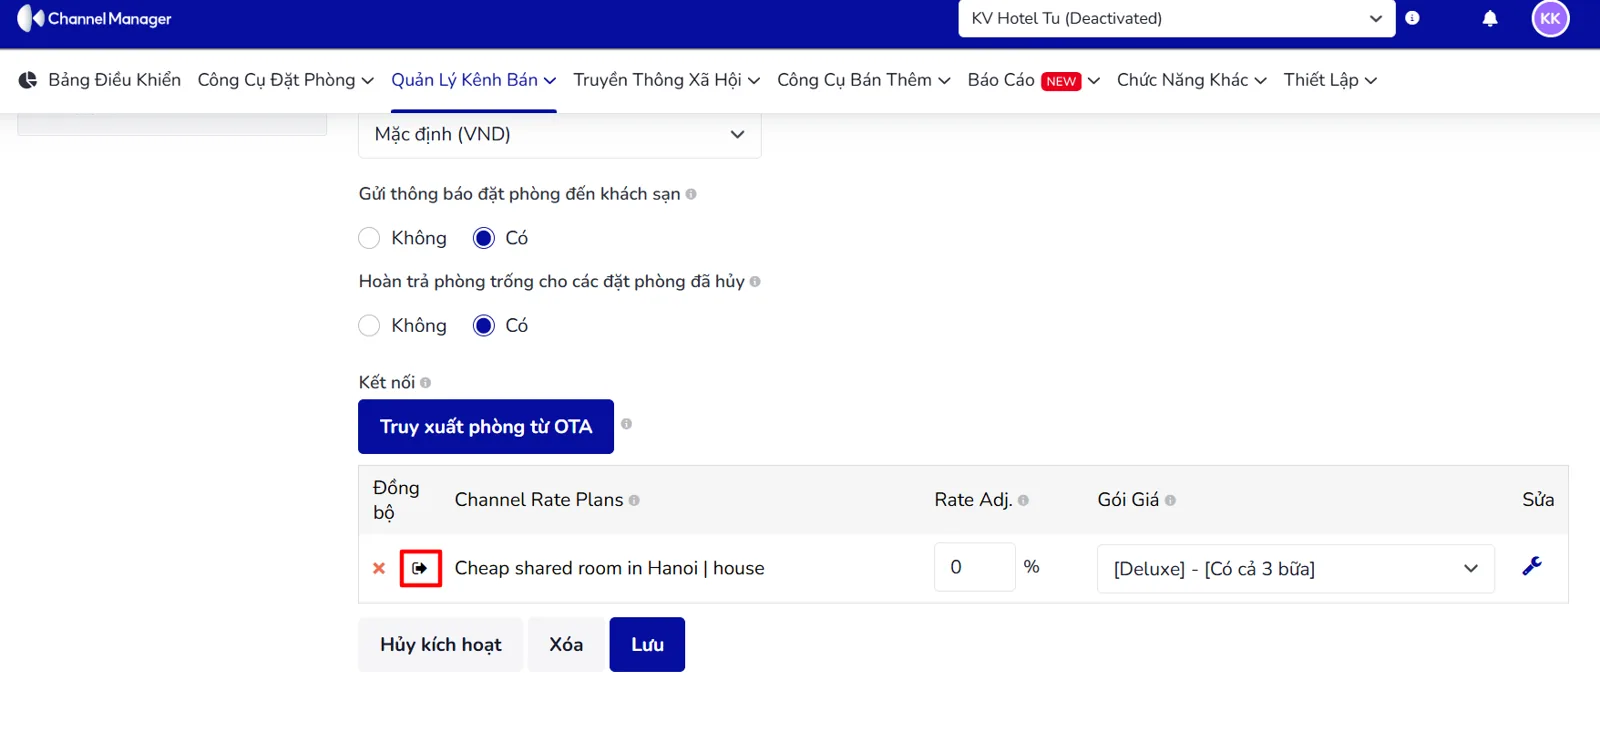 Channel Manager
KV Hotel Tu (Deactivated)
KK
Bảng Điều Khiển Công Cụ Đặt Phòng Quản Lý Kênh Bán Truyền Thông Xã Hội Công Cụ Bán Thêm Báo Cáo NEW Chức Năng Khác Thiết Lập
Mặc định (VND)
Gửi thông báo đặt phòng đến khách sạn
Không Có
Hoàn trả phòng trống cho các đặt phòng đã hủy
Không Có
Kết nối
Truy xuất phòng từ OTA
Đồng bộ Channel Rate Plans Rate Adj. Gói Giá Sửa
Cheap shared room in Hanoi | house 0 % [Deluxe] - [Có cả 3 bữa]
Hủy kích hoạt Xóa Lưu